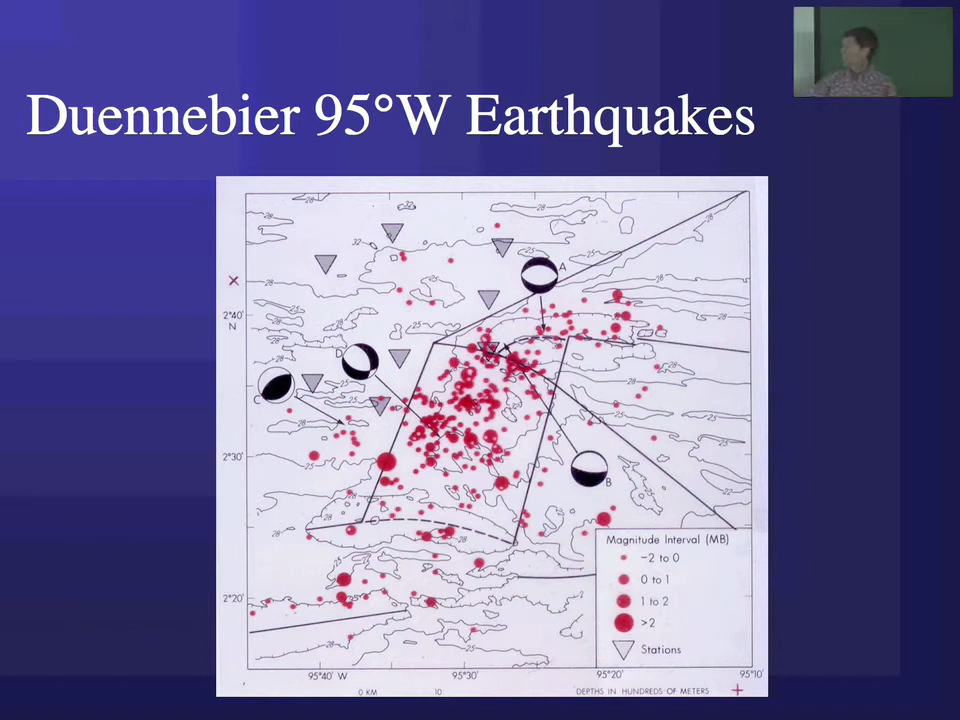 Duennebier 95°W Earthquakes
A
2°40'
N
D
C
B
2°30'
2°20'
Magnitude Interval (MB)
-2 to 0
0 to 1
1 to 2
>2
Stations
95°40' W
95°30'
95°20'
95°10'
0 KM 10
DEPTHS IN HUNDREDS OF METERS